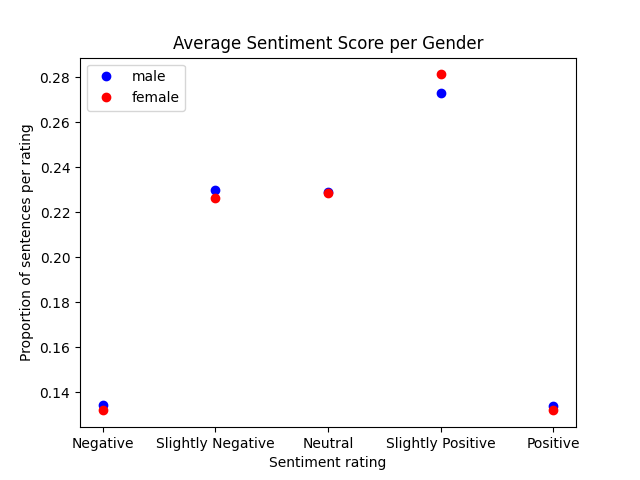 Average Sentiment Score per Gender
male
female
Proportion of sentences per rating
0.28
0.26
0.24
0.22
0.20
0.18
0.16
0.14
Negative
Slightly Negative
Neutral
Slightly Positive
Positive
Sentiment rating